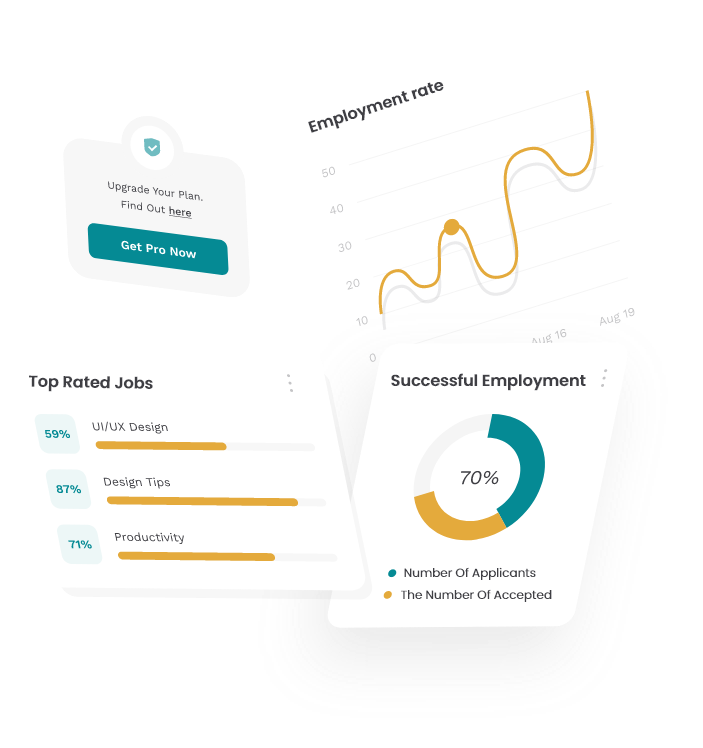 Employment rate
50
40
30
20
10
0
Aug 16
Aug 19
Upgrade Your Plan.
Find Out here
Get Pro Now
Top Rated Jobs
59%
UI/UX Design
87%
Design Tips
71%
Productivity
Successful Employment
70%
Number Of Applicants
The Number Of Accepted